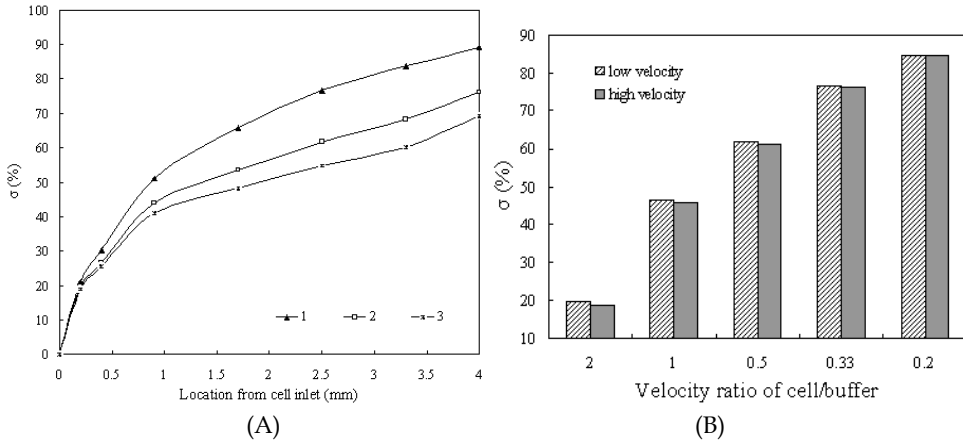 100
90
80
70
60
50
40
30
20
10
0
σ (%)
0 0.5 1 1.5 2 2.5 3 3.5 4
Location from cell inlet (mm)
1 2 3
(A)
90
80
70
60
50
40
30
20
10
σ (%)
low velocity
high velocity
2 1 0.5 0.33 0.2
Velocity ratio of cell/buffer
(B)